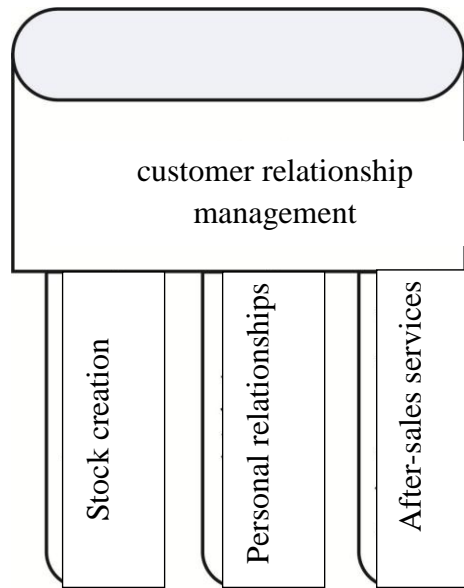 customer relationship
management
Stock creation
Personal relationships
After-sales services